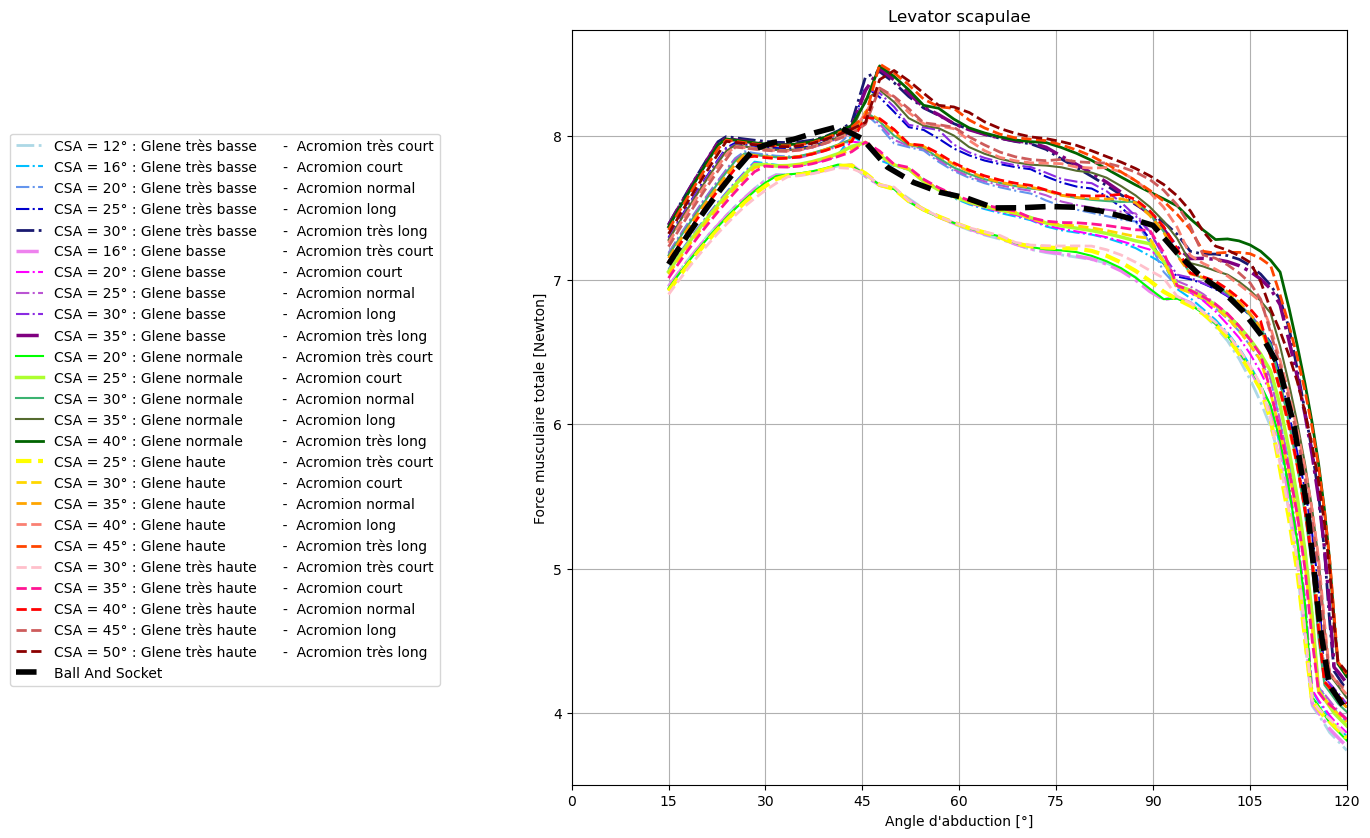 Levator scapulae
CSA = 12° : Glene très basse - Acromion très court
CSA = 16° : Glene très basse - Acromion court
CSA = 20° : Glene très basse - Acromion normal
CSA = 25° : Glene très basse - Acromion long
CSA = 30° : Glene très basse - Acromion très long
CSA = 16° : Glene basse - Acromion très court
CSA = 20° : Glene basse - Acromion court
CSA = 25° : Glene basse - Acromion normal
CSA = 30° : Glene basse - Acromion long
CSA = 35° : Glene basse - Acromion très long
CSA = 20° : Glene normale - Acromion très court
CSA = 25° : Glene normale - Acromion court
CSA = 30° : Glene normale - Acromion normal
CSA = 35° : Glene normale - Acromion long
CSA = 40° : Glene normale - Acromion très long
CSA = 25° : Glene haute - Acromion très court
CSA = 30° : Glene haute - Acromion court
CSA = 35° : Glene haute - Acromion normal
CSA = 40° : Glene haute - Acromion long
CSA = 45° : Glene haute - Acromion très long
CSA = 30° : Glene très haute - Acromion très court
CSA = 35° : Glene très haute - Acromion court
CSA = 40° : Glene très haute - Acromion normal
CSA = 45° : Glene très haute - Acromion long
CSA = 50° : Glene très haute - Acromion très long
Ball And Socket
Force musculaire totale [Newton]
8
7
6
5
4
0 15 30 45 60 75 90 105 120
Angle d'abduction [°]